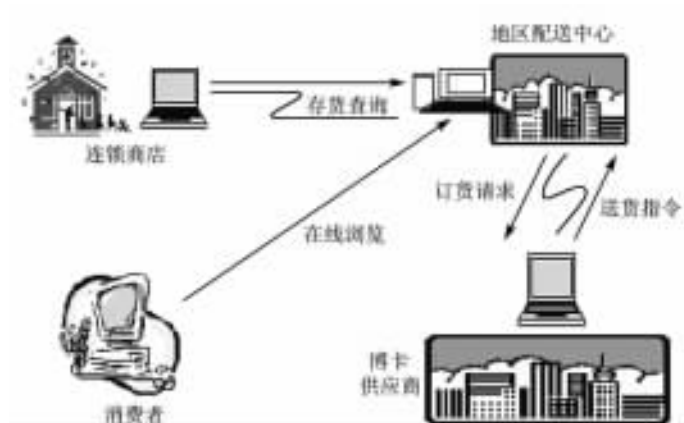 地区配送中心
存货查询
连锁商店
订货请求
送货指令
在线浏览
博卡
供应商
消费者